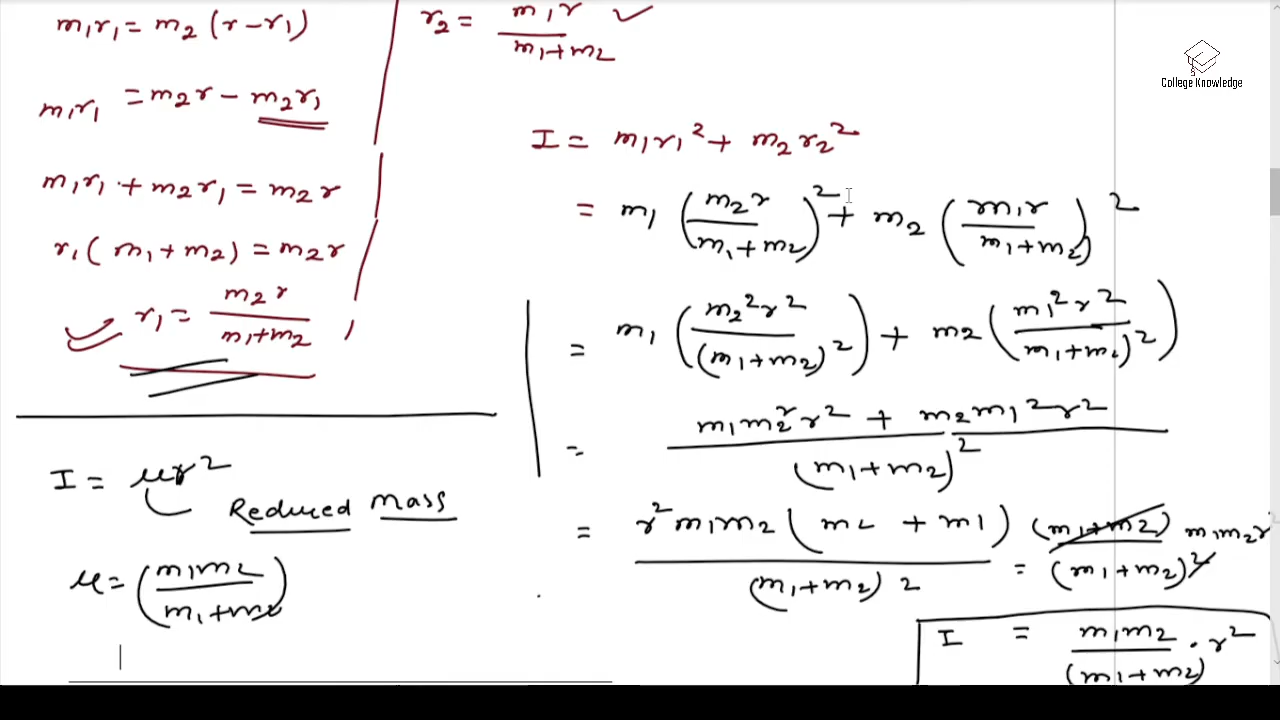 m₁r₁ = m₂ (r - r₁)
m₁r₁ = m₂r - m₂r₁
m₁r₁ + m₂r₁ = m₂r
r₁ (m₁ + m₂) = m₂r
r₁ = m₂r / m₁+m₂
I = μr²
Reduced mass
μ = (m₁m₂ / m₁+m₂)
r₂ = m₁r / m₁+m₂
College Knowledge
I = m₁r₁² + m₂r₂²
= m₁ (m₂r / m₁+m₂)² + m₂ (m₁r / m₁+m₂)²
= m₁ (m₂²r² / (m₁+m₂)²) + m₂ (m₁²r² / m₁+m₂)²)
= m₁m₂²r² + m₂m₁²r² / (m₁+m₂)²
= r²m₁m₂ (m₂ + m₁) / (m₁+m₂)2 = (m₁+m₂) m₁m₂r / (m₁+m₂)²
I = m₁m₂ / (m₁+m₂) . r²